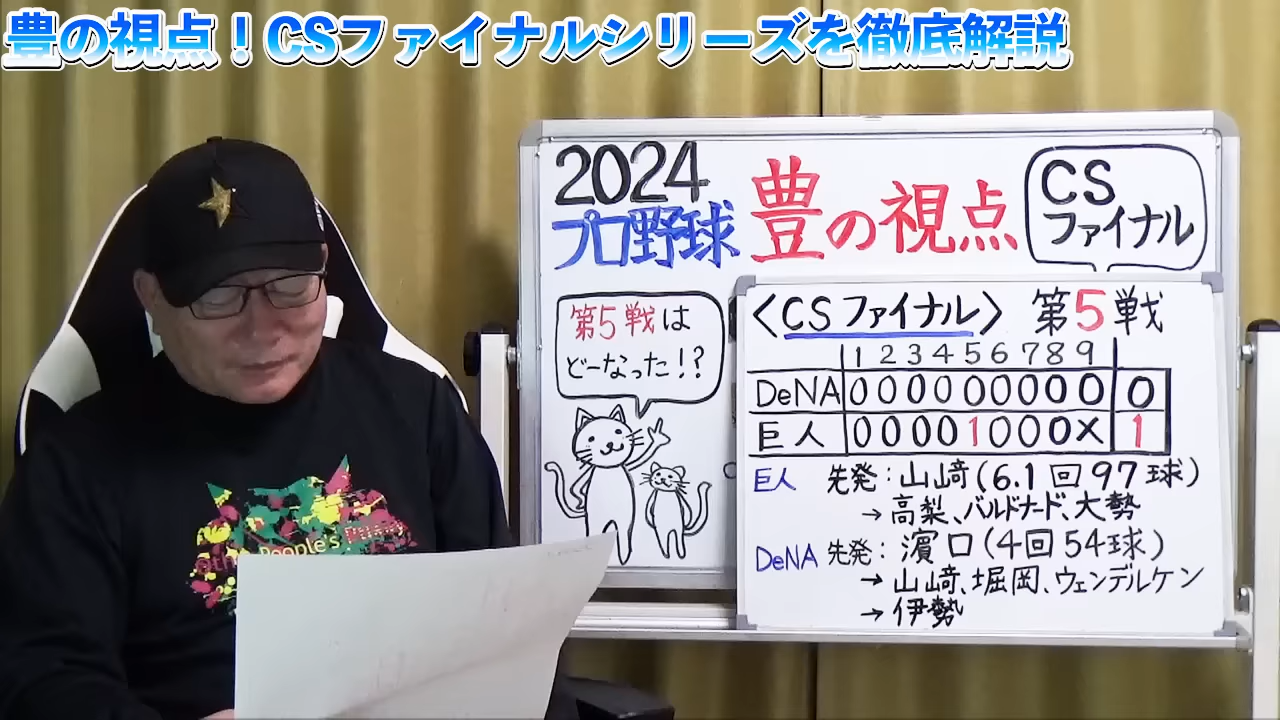 豊の視点！CSファイナルシリーズを徹底解説
2024
プロ野球
豊の視点
CS
ファイナル
第5戦は
どーなった!?
〈CSファイナル〉 第5戦
1 2 3 4 5 6 7 8 9
DeNA 0 0 0 0 0 0 0 0 0 0
巨人 0 0 0 0 1 0 0 0 X 1
巨人 先発:山﨑(6.1回97球)
→高梨、バルドナード、大勢
DeNA 先発:濵口(4回54球)
→山﨑、堀岡、ウェンデルケン
→伊勢
People's